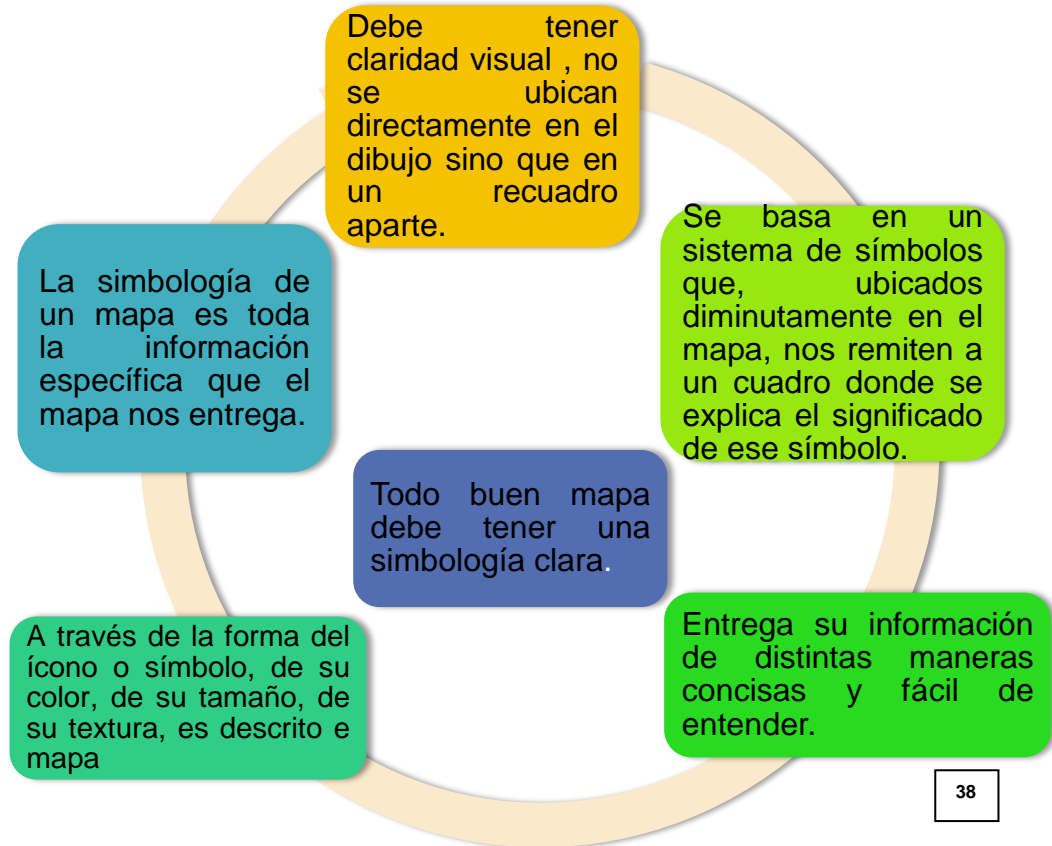 Debe tener
claridad visual , no
se ubican
directamente en el
dibujo sino que en
un recuadro
aparte.
Se basa en un
sistema de símbolos
que, ubicados
diminutamente en el
mapa, nos remiten a
un cuadro donde se
explica el significado
de ese símbolo.
Entrega su información
de distintas maneras
concisas y fácil de
entender.
A través de la forma del
ícono o símbolo, de su
color, de su tamaño, de
su textura, es descrito e
mapa
La simbología de
un mapa es toda
la información
específica que el
mapa nos entrega.
Todo buen mapa
debe tener una
simbología clara.
38